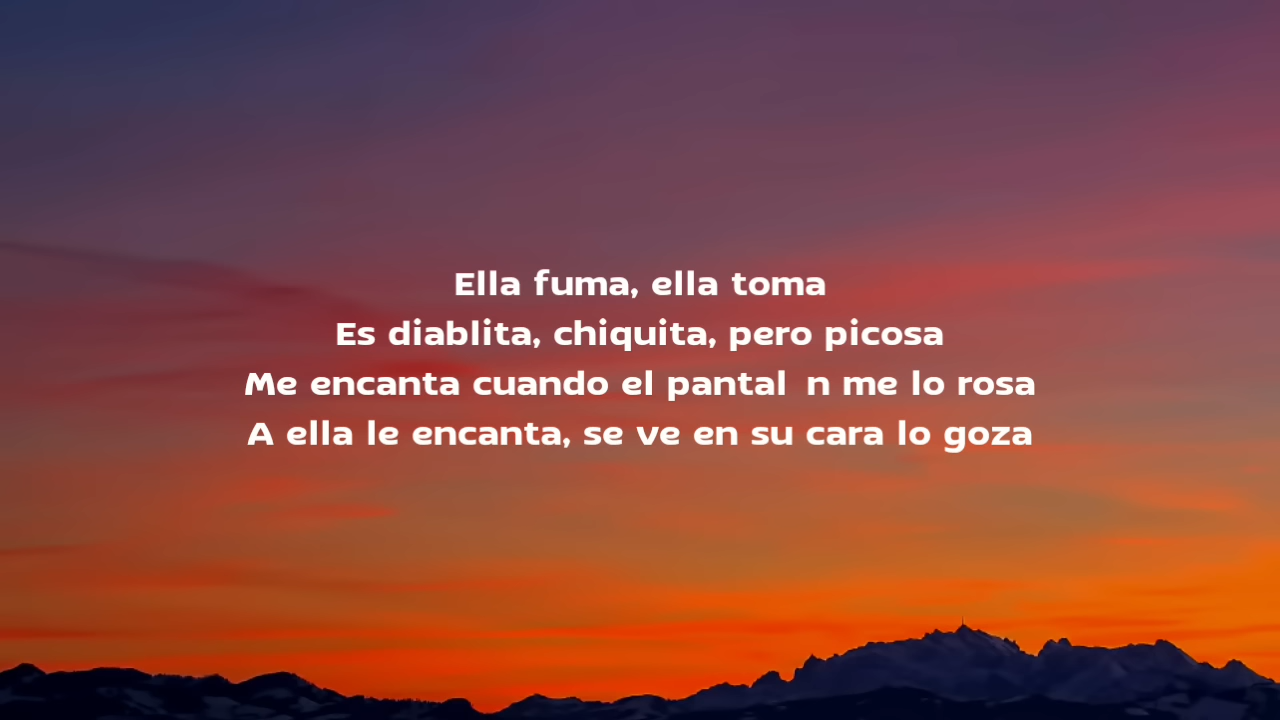 Ella fuma, ella toma
Es diablita, chiquita, pero picosa
Me encanta cuando el pantal n me lo rosa
A ella le encanta, se ve en su cara lo goza